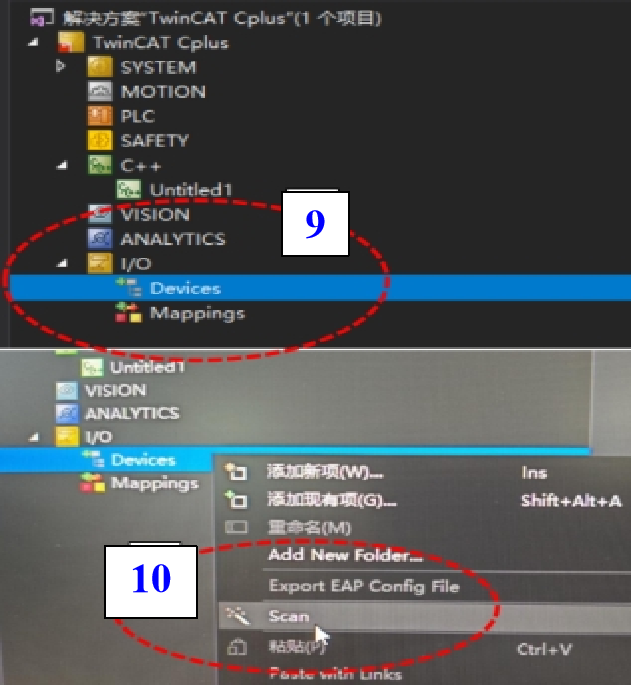 解决方案"TwinCAT Cplus"(1 个项目)
TwinCAT Cplus
SYSTEM
MOTION
PLC
SAFETY
C++
Untitled1
VISION
9
ANALYTICS
I/O
Devices
Mappings
Untitled1
VISION
ANALYTICS
I/O
Devices
Mappings
添加新项(W)... Ins
添加现有项(G)... Shift+Alt+A
重命名(M)
Add New Folder...
10
Export EAP Config File
Scan
粘贴(P) Ctrl+V
Paste with Links